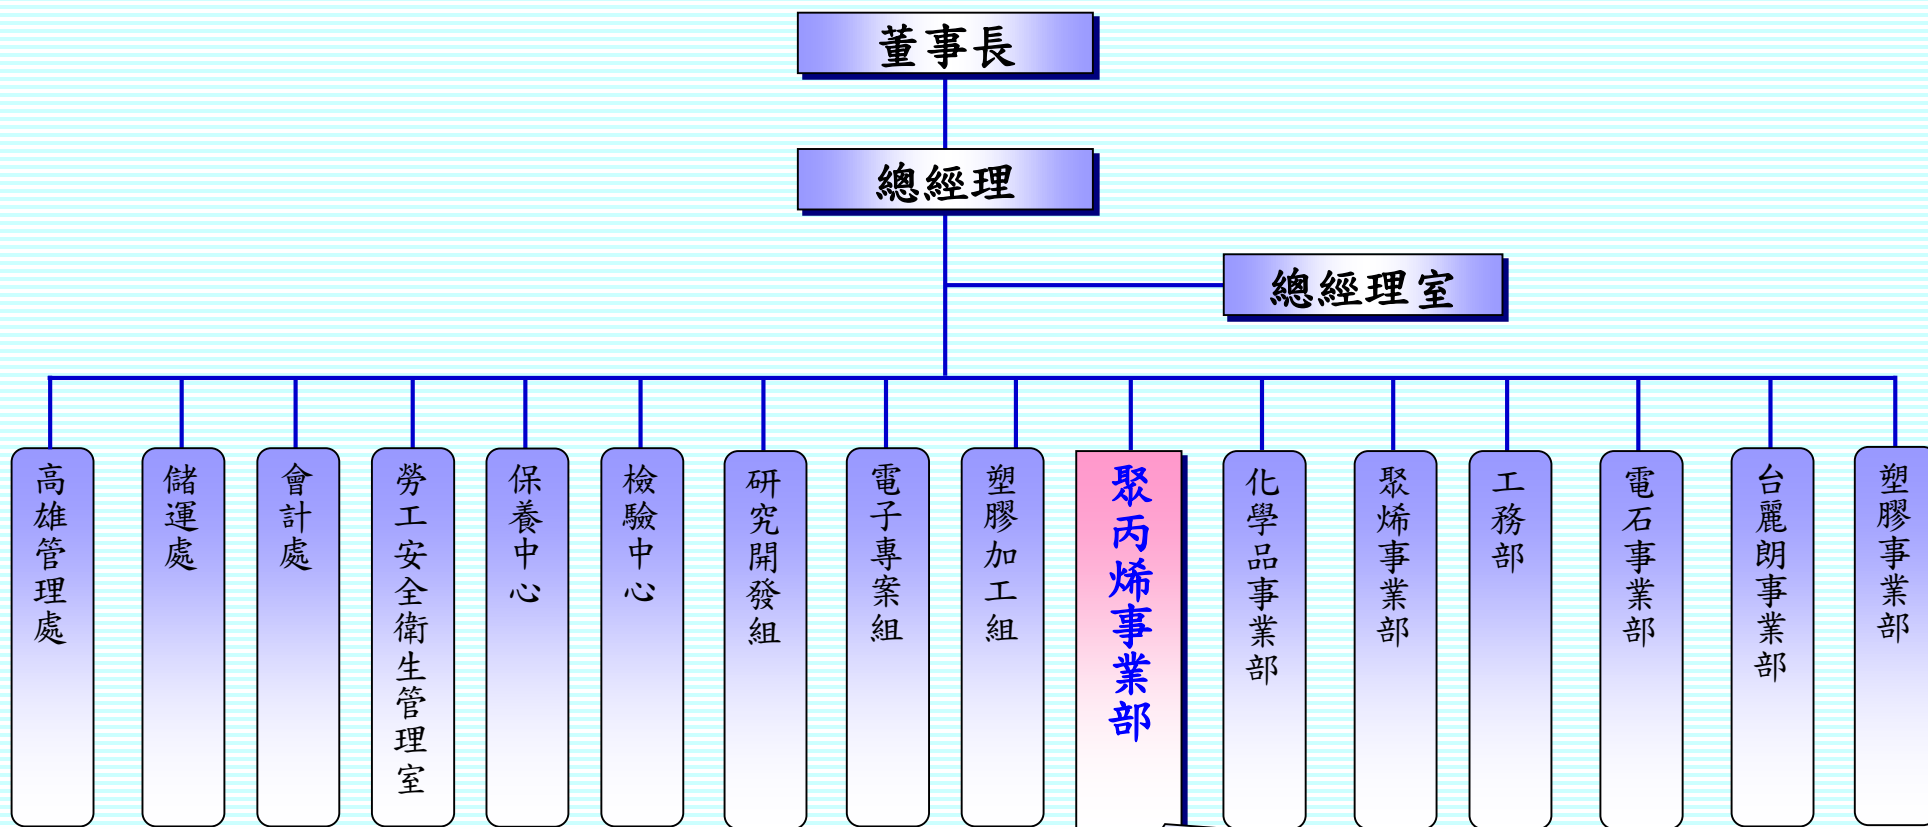 董事長
總經理
總經理室
高雄管理處
儲運處
會計處
勞工安全衛生管理室
保養中心
檢驗中心
研究開發組
電子專案組
塑膠加工組
聚丙烯事業部
化學品事業部
聚烯事業部
工務部
電石事業部
台麗朗事業部
塑膠事業部